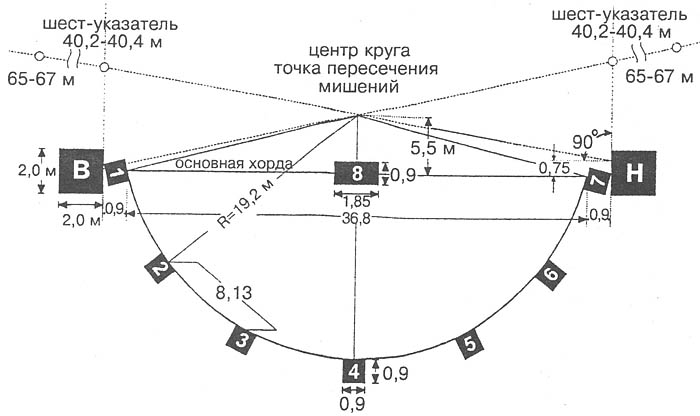 шест-указатель
40,2-40,4 м
шест-указатель
40,2-40,4 м
центр круга
точка пересечения
мишений
65-67 м
65-67 м
5,5 м
90°
основная хорда
2,0 м
В
1
8
0,9
0,75
7
Н
2,0 м
0,9
1,85
36,8
0,9
R=19,2 м
2
6
8,13
3
5
4
0,9
0,9